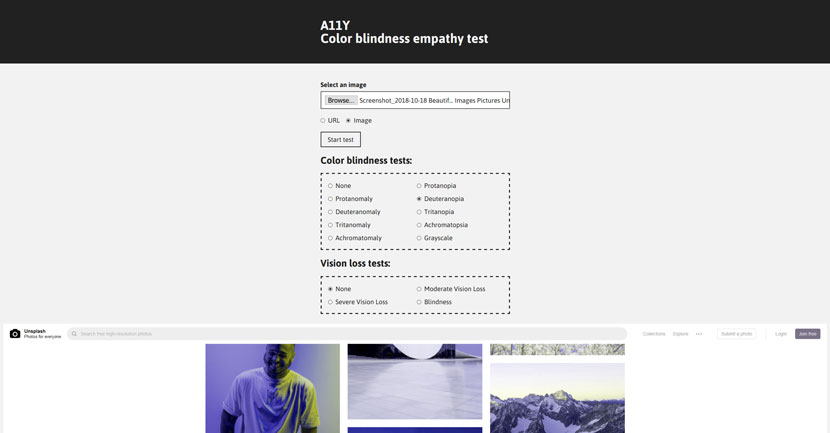 A11Y
Color blindness empathy test
Select an image
Browse... Screenshot_2018-10-18 Beautif... Images Pictures Un
URL Image
Start test
Color blindness tests:
None Protanopia
Protanomaly Deuteranopia
Deuteranomaly Tritanopia
Tritanomaly Achromatopsia
Achromatomaly Grayscale
Vision loss tests:
None Moderate Vision Loss
Severe Vision Loss Blindness
Unsplash
Photos for everyone
Search free high-resolution photos
Collections Explore ••• Submit a photo Login Join free